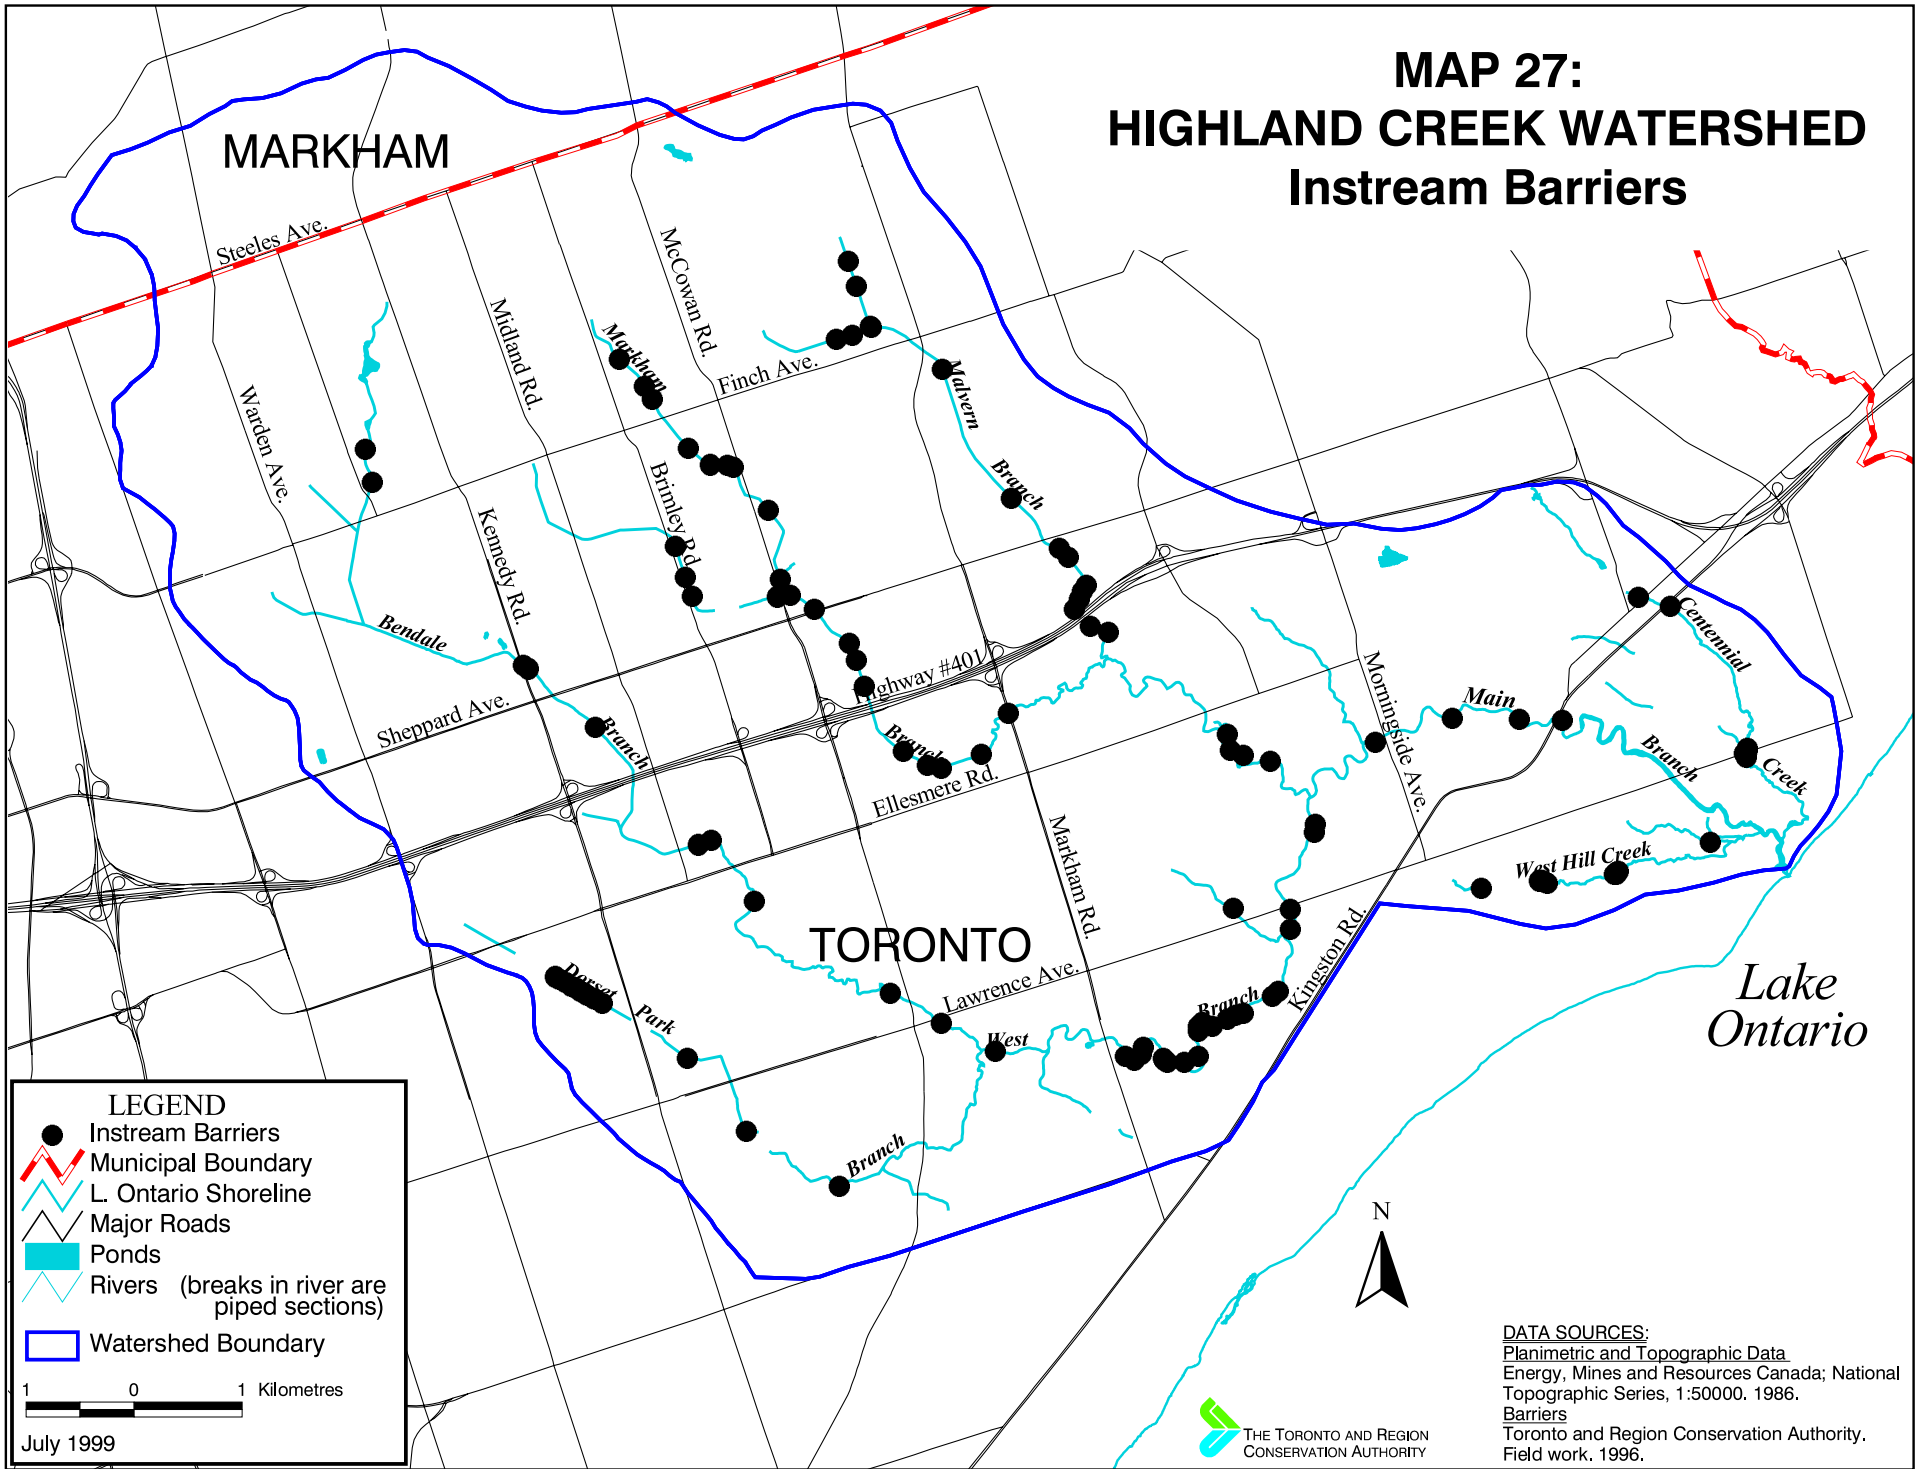 MAP 27:
HIGHLAND CREEK WATERSHED
Instream Barriers
MARKHAM
Steeles Ave.
McCowan Rd.
Midland Rd.
Markham
Finch Ave.
Malvern
Warden Ave.
Branch
Brimley Rd.
Kennedy Rd.
Bendale
Centennial
Highway #401
Morningside Ave.
Main
Sheppard Ave.
Branch
Branch
Branch
Creek
Ellesmere Rd.
Markham Rd.
West Hill Creek
TORONTO
Kingston Rd.
Dorset
Lawrence Ave.
Park
Branch
West
Lake
Ontario
Branch
LEGEND
Instream Barriers
Municipal Boundary
L. Ontario Shoreline
Major Roads
Ponds
Rivers (breaks in river are
piped sections)
Watershed Boundary
1 0 1 Kilometres
July 1999
N
THE TORONTO AND REGION
CONSERVATION AUTHORITY
DATA SOURCES:
Planimetric and Topographic Data
Energy, Mines and Resources Canada; National
Topographic Series, 1:50000. 1986.
Barriers
Toronto and Region Conservation Authority.
Field work. 1996.